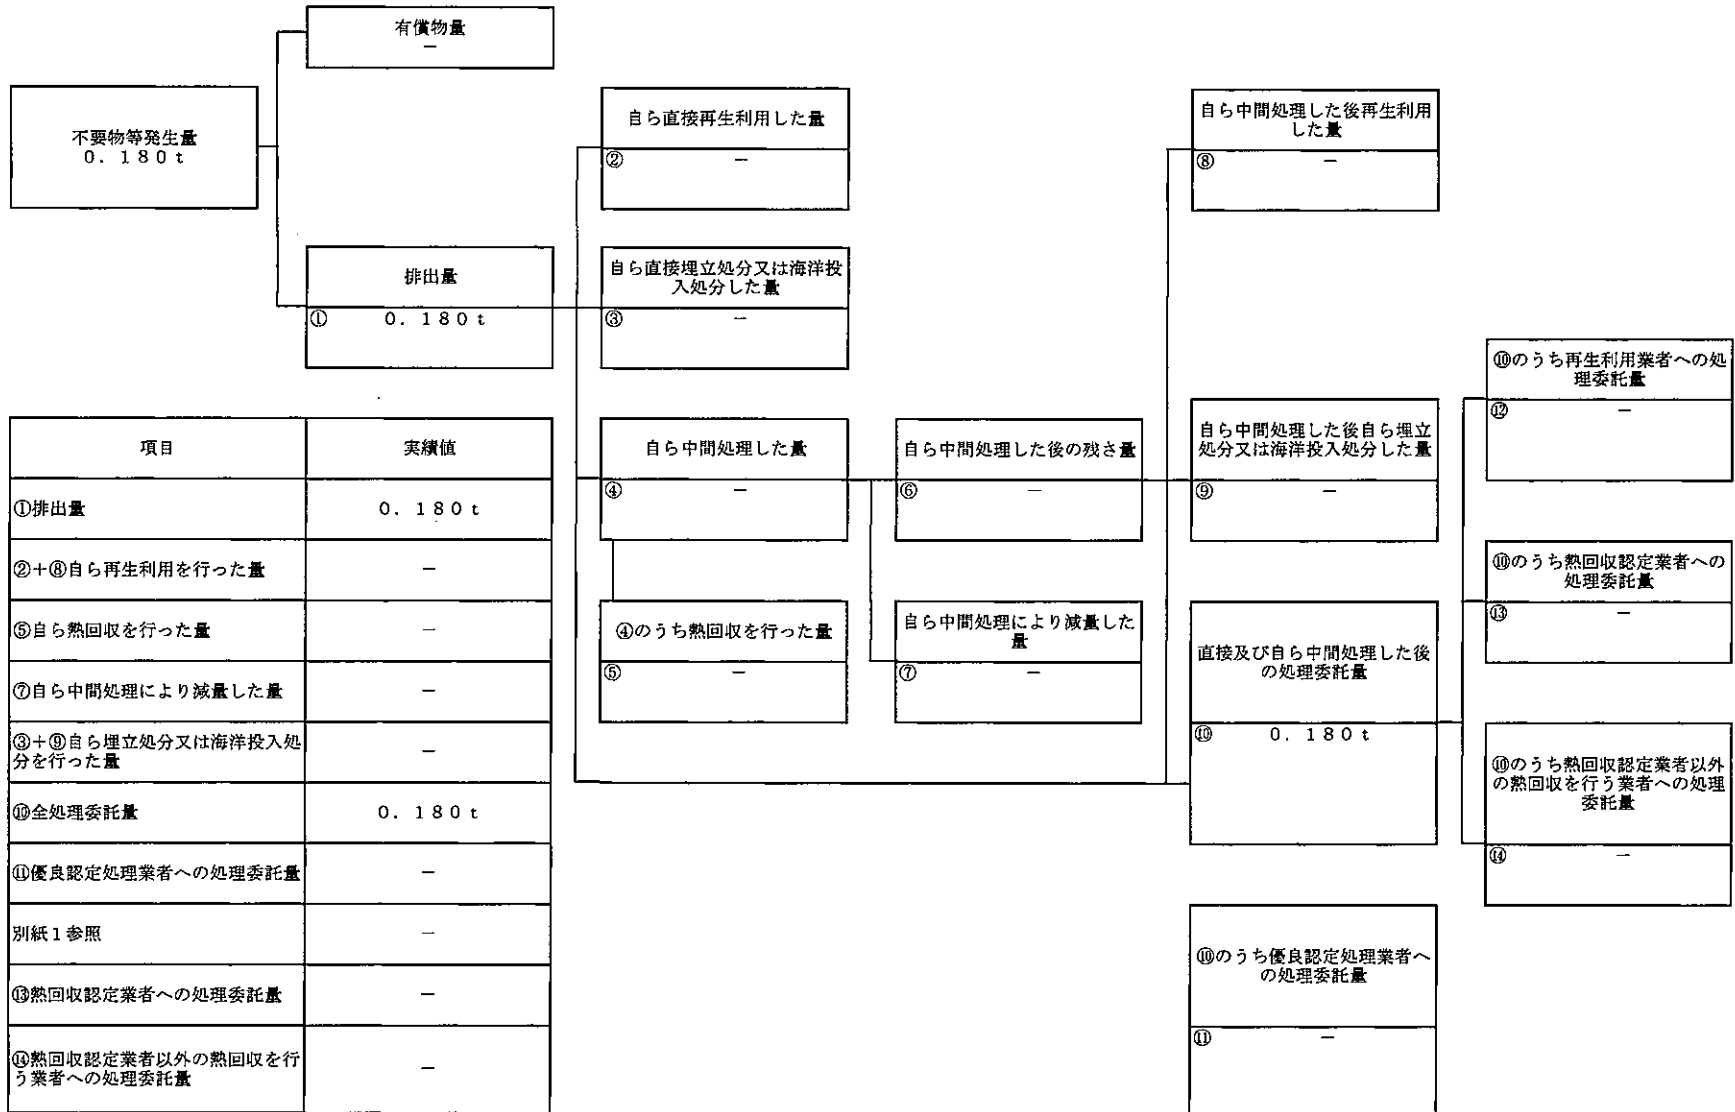 有償物量
－
不要物等発生量
０．１８０ｔ
自ら直接再生利用した量
② －
自ら中間処理した後再生利用
した量
⑧ －
排出量
① ０．１８０ｔ
自ら直接埋立処分又は海洋投
入処分した量
③ －
⑩のうち再生利用業者への処
理委託量
⑫ －
自ら中間処理した量
④ －
自ら中間処理した後の残さ量
⑥ －
自ら中間処理した後自ら埋立
処分又は海洋投入処分した量
⑨ －
⑩のうち熱回収認定業者への
処理委託量
⑬ －
④のうち熱回収を行った量
⑤ －
自ら中間処理により減量した
量
⑦ －
直接及び自ら中間処理した後
の処理委託量
⑩ ０．１８０ｔ
⑩のうち熱回収認定業者以外
の熱回収を行う業者への処理
委託量
⑭ －
⑩のうち優良認定処理業者へ
の処理委託量
⑪ －
項目 実績値
①排出量 ０．１８０ｔ
②＋⑧自ら再生利用を行った量 －
⑤自ら熱回収を行った量 －
⑦自ら中間処理により減量した量 －
③＋⑨自ら埋立処分又は海洋投入処
分を行った量 －
⑩全処理委託量 ０．１８０ｔ
⑪優良認定処理業者への処理委託量 －
別紙１参照 －
⑬熱回収認定業者への処理委託量 －
⑭熱回収認定業者以外の熱回収を行
う業者への処理委託量 －